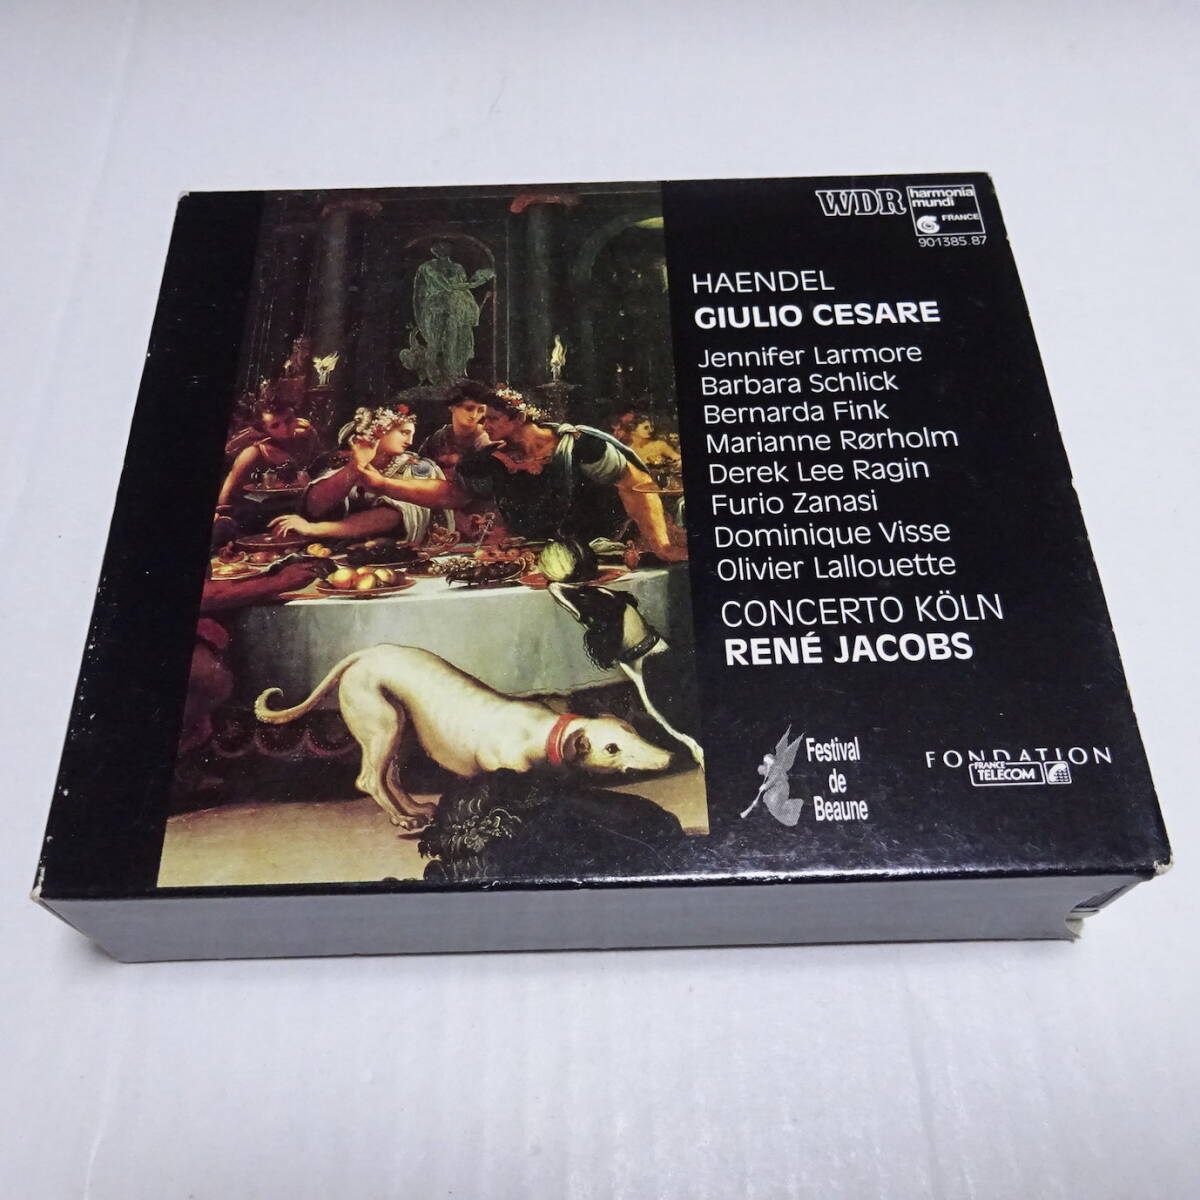 WDR
harmonia
mundi
FRANCE
901385.87
HAENDEL
GIULIO CESARE
Jennifer Larmore
Barbara Schlick
Bernarda Fink
Marianne Rørholm
Derek Lee Ragin
Furio Zanasi
Dominique Visse
Olivier Lallouette
CONCERTO KÖLN
RENÉ JACOBS
Festival
de
Beaune
FONDATION
FRANCE
TELECOM